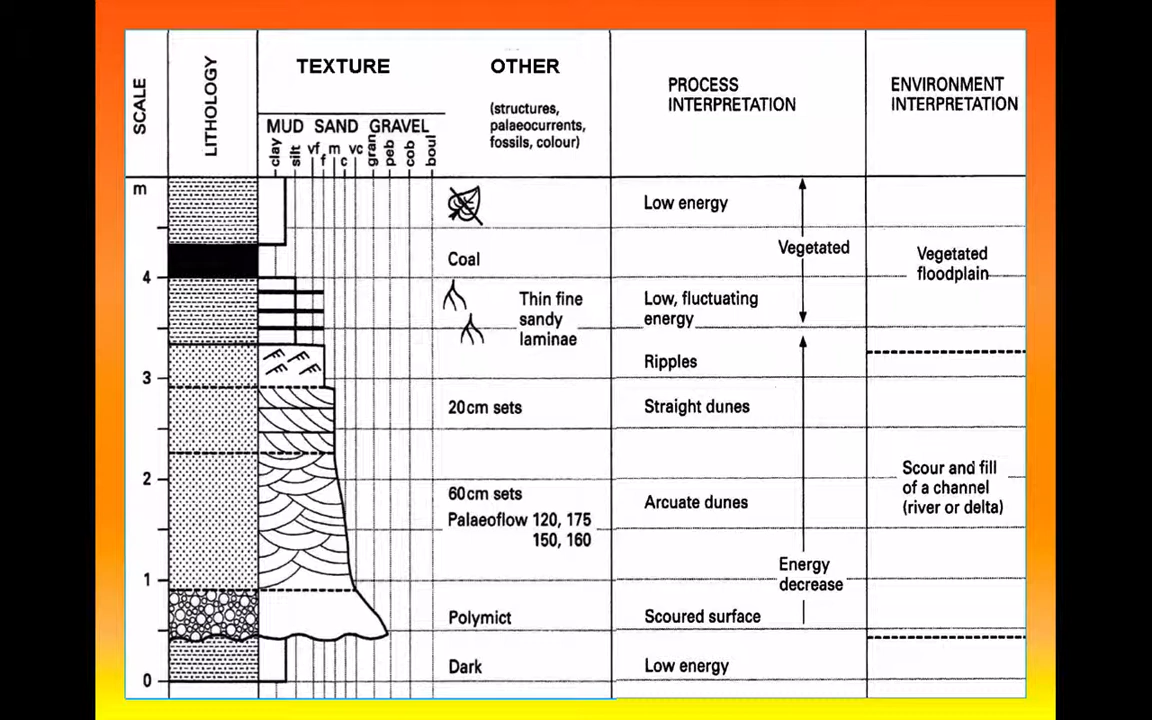 SCALE
LITHOLOGY
TEXTURE
MUD SAND GRAVEL
clay
silt
vf
f
m
c
vc
gran
peb
cob
boul
OTHER
(structures,
palaeocurrents,
fossils, colour)
PROCESS
INTERPRETATION
ENVIRONMENT
INTERPRETATION
m
Low energy
Vegetated
Coal
Vegetated
floodplain
4
Thin fine
sandy
laminae
Low, fluctuating
energy
3
Ripples
20cm sets
Straight dunes
2
60cm sets
Palaeoflow 120, 175
150, 160
Arcuate dunes
Scour and fill
of a channel
(river or delta)
1
Energy
decrease
Polymict
Scoured surface
0
Dark
Low energy